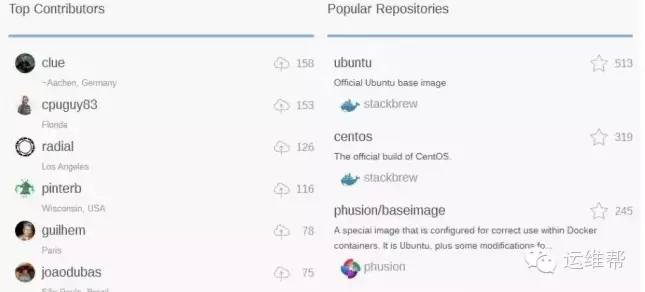 Top Contributors
clue 158
~Aachen, Germany
cpuguy83 153
Florida
radial 126
Los Angeles
pinterb 116
Wisconsin, USA
guilhem 78
Paris
joaodubas 75
São Paulo, Brazil
Popular Repositories
ubuntu 513
Official Ubuntu base image
stackbrew
centos 319
The official build of CentOS.
stackbrew
phusion/baseimage 245
A special image that is configured for correct use within Docker
containers. It is Ubuntu, plus some modifications fo...
phusion
运维帮